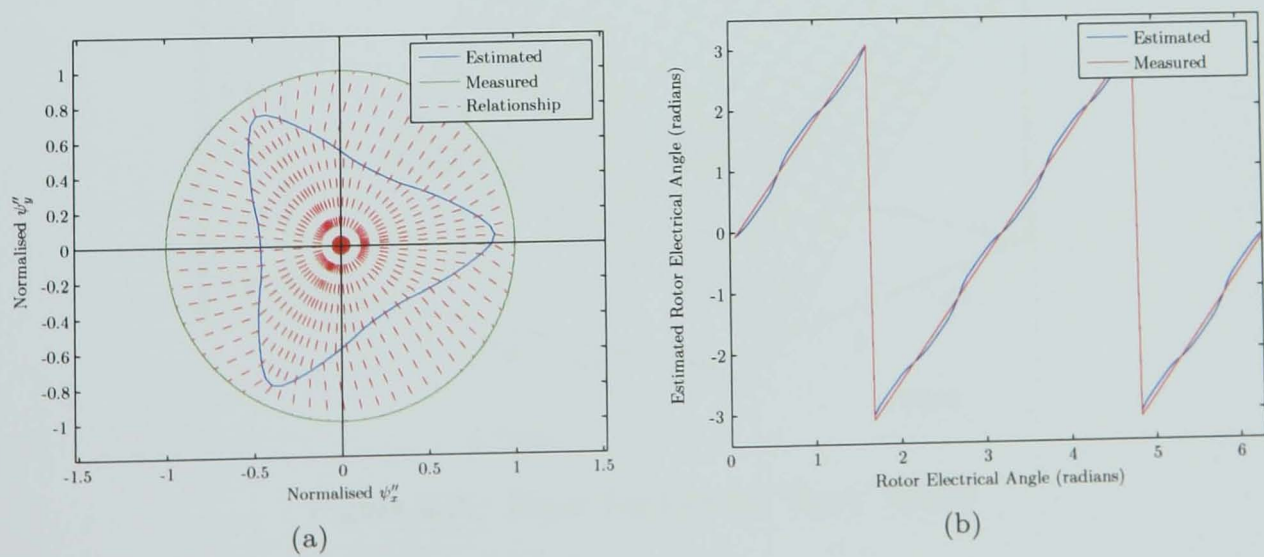 Estimated
Measured
Relationship
1
0.8
0.6
0.4
0.2
0
-0.2
-0.4
-0.6
-0.8
-1
-1.5
-1
-0.5
0
0.5
1
1.5
Normalised ψ''y
Normalised ψ''x
(a)
Estimated
Measured
3
2
1
0
-1
-2
-3
0
1
2
3
4
5
6
Estimated Rotor Electrical Angle (radians)
Rotor Electrical Angle (radians)
(b)